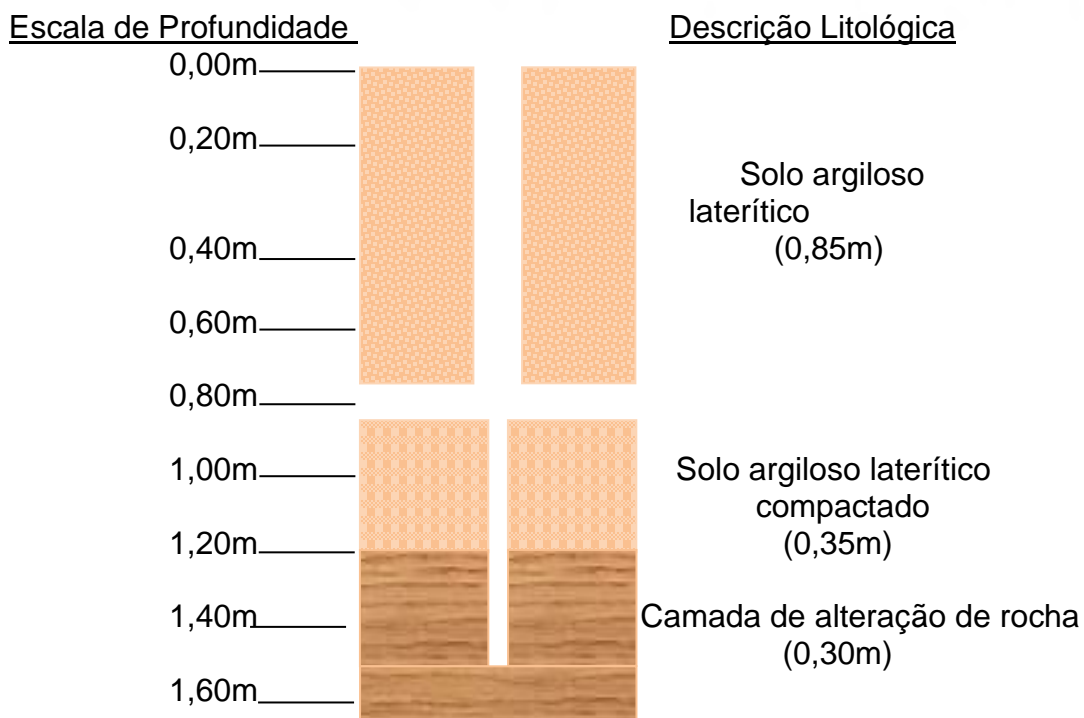 Escala de Profundidade
Descrição Litológica
0,00m
0,20m
0,40m
0,60m
0,80m
1,00m
1,20m
1,40m
1,60m
Solo argiloso
laterítico
(0,85m)
Solo argiloso laterítico
compactado
(0,35m)
Camada de alteração de rocha
(0,30m)